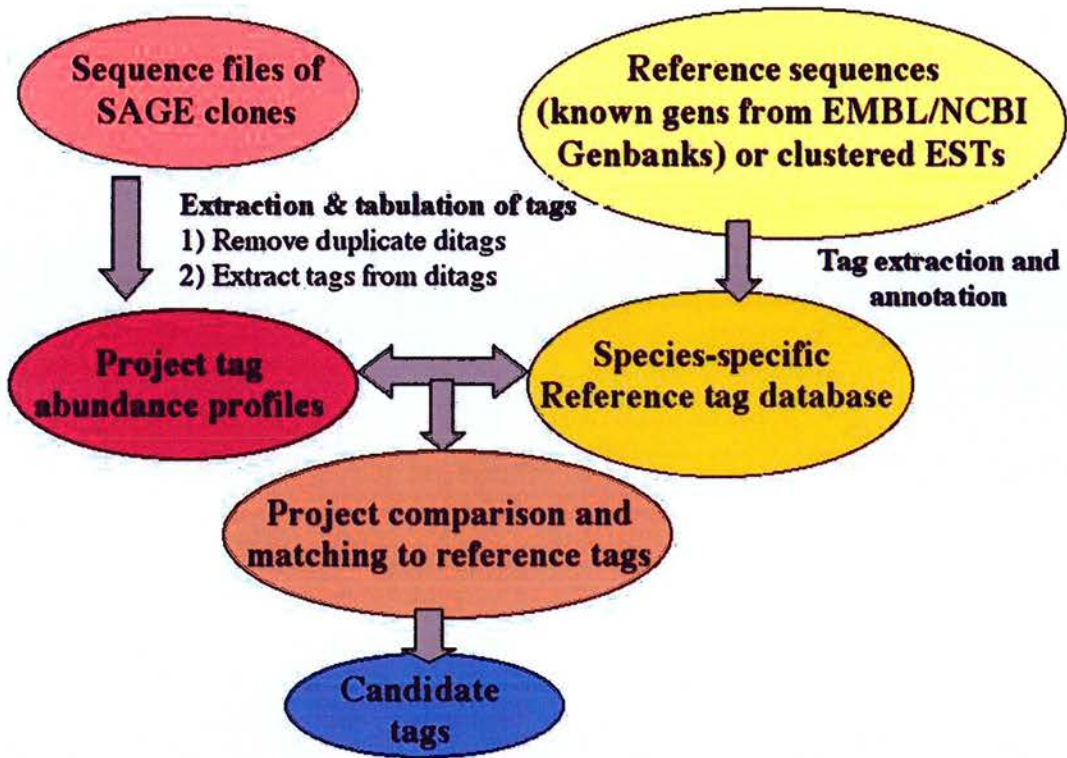 Sequence files of
SAGE clones
Reference sequences
(known gens from EMBL/NCBI
Genbanks) or clustered ESTs
Extraction & tabulation of tags
1) Remove duplicate ditags
2) Extract tags from ditags
Tag extraction and
annotation
Project tag
abundance profiles
Species-specific
Reference tag database
Project comparison and
matching to reference tags
Candidate
tags